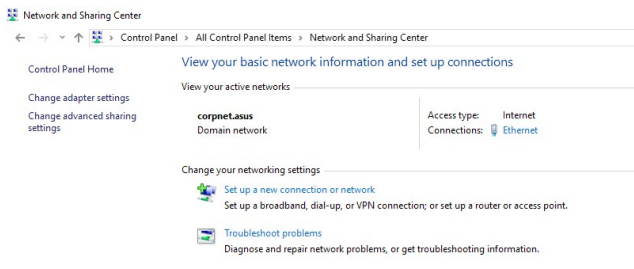 Network and Sharing Center
Control Panel > All Control Panel Items > Network and Sharing Center
Control Panel Home
Change adapter settings
Change advanced sharing
settings
View your basic network information and set up connections
View your active networks
corpnet.asus
Domain network
Access type: Internet
Connections: Ethernet
Change your networking settings
Set up a new connection or network
Set up a broadband, dial-up, or VPN connection; or set up a router or access point.
Troubleshoot problems
Diagnose and repair network problems, or get troubleshooting information.